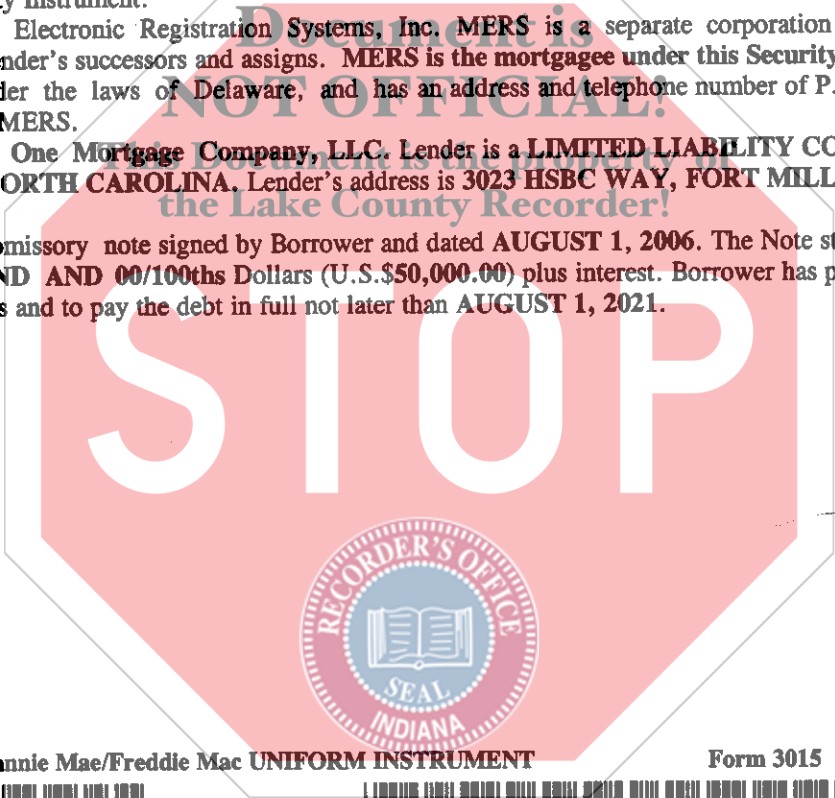 y Instrument.
Document is
Electronic Registration Systems, Inc. MERS is a separate corporation
nder's successors and assigns. MERS is the mortgagee under this Security
NOT OFFICIAL!
der the laws of Delaware, and has an address and telephone number of P.
MERS.
This Document is the property of
One Mortgage Company, LLC. Lender is a LIMITED LIABILITY CO
ORTH CAROLINA. Lender's address is 3023 HSBC WAY, FORT MILL
the Lake County Recorder!
omissory note signed by Borrower and dated AUGUST 1, 2006. The Note st
ND AND 00/100ths Dollars (U.S.$50,000.00) plus interest. Borrower has p
s and to pay the debt in full not later than AUGUST 1, 2021.
STOP
RECORDER'S OFFICE
SEAL
INDIANA
nnie Mae/Freddie Mac UNIFORM INSTRUMENT Form 3015